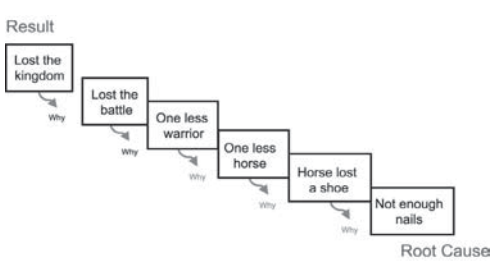 Result
Lost the
kingdom
Why
Lost the
battle
Why
One less
warrior
Why
One less
horse
Why
Horse lost
a shoe
Why
Not enough
nails
Root Cause